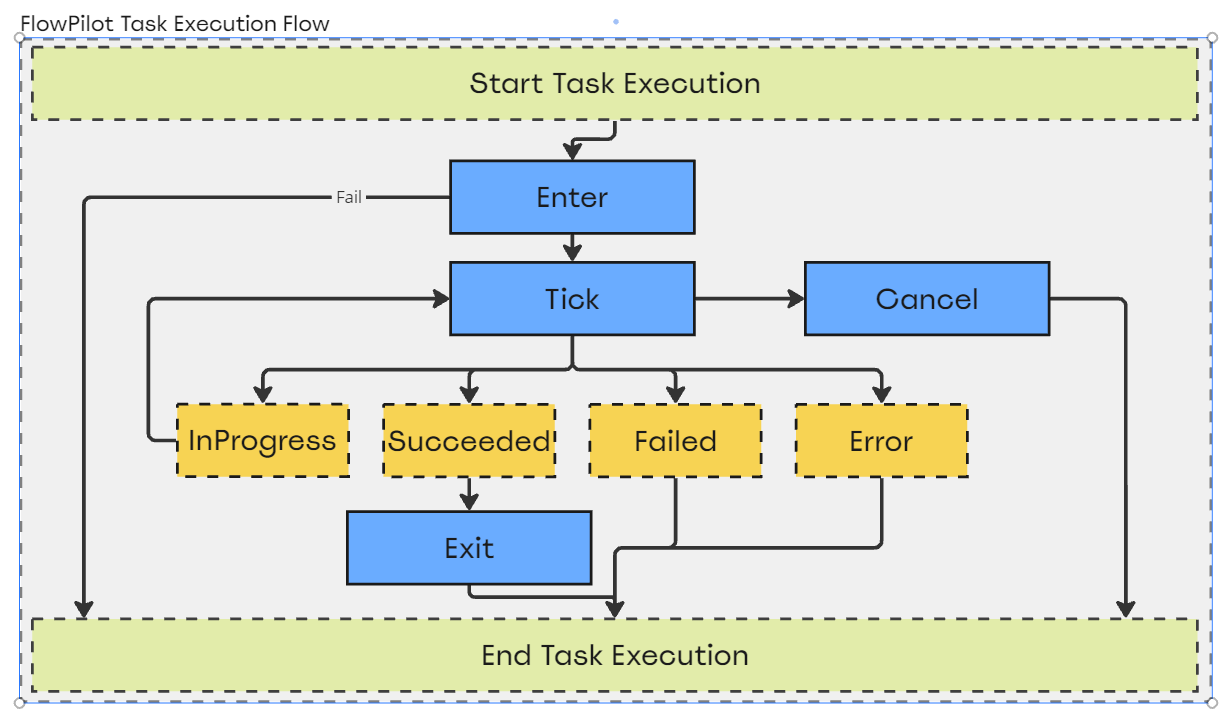 FlowPilot Task Execution Flow
Start Task Execution
Enter
Fail
Tick
Cancel
InProgress
Succeeded
Failed
Error
Exit
End Task Execution